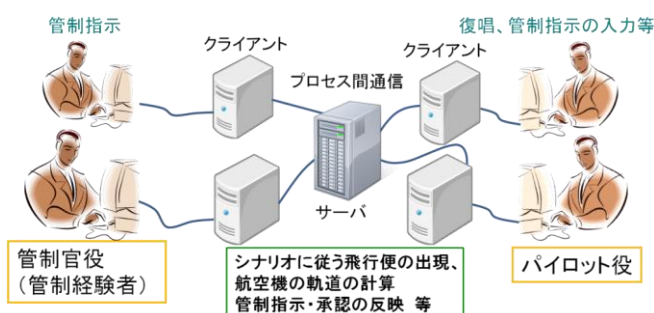 管制指示
復唱、管制指示の入力等
クライアント
クライアント
プロセス間通信
サーバ
管制官役
（管制経験者）
シナリオに従う飛行便の出現、
航空機の軌道の計算
管制指示・承認の反映 等
パイロット役